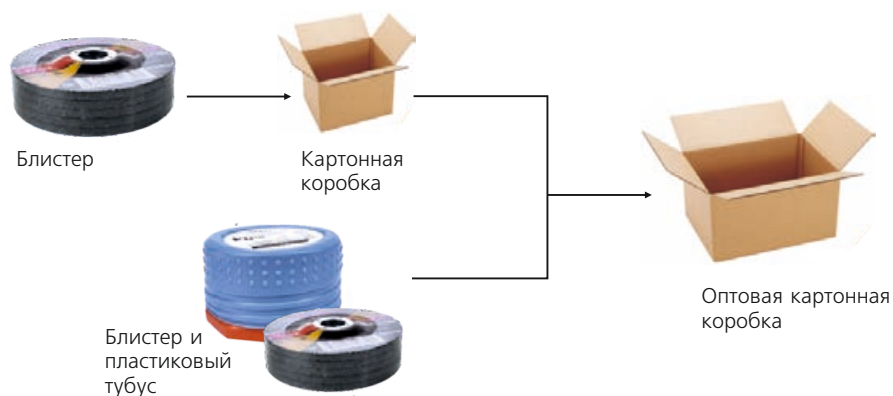 Блистер
Картонная
коробка
Блистер и
пластиковый
тубус
Оптовая картонная
коробка